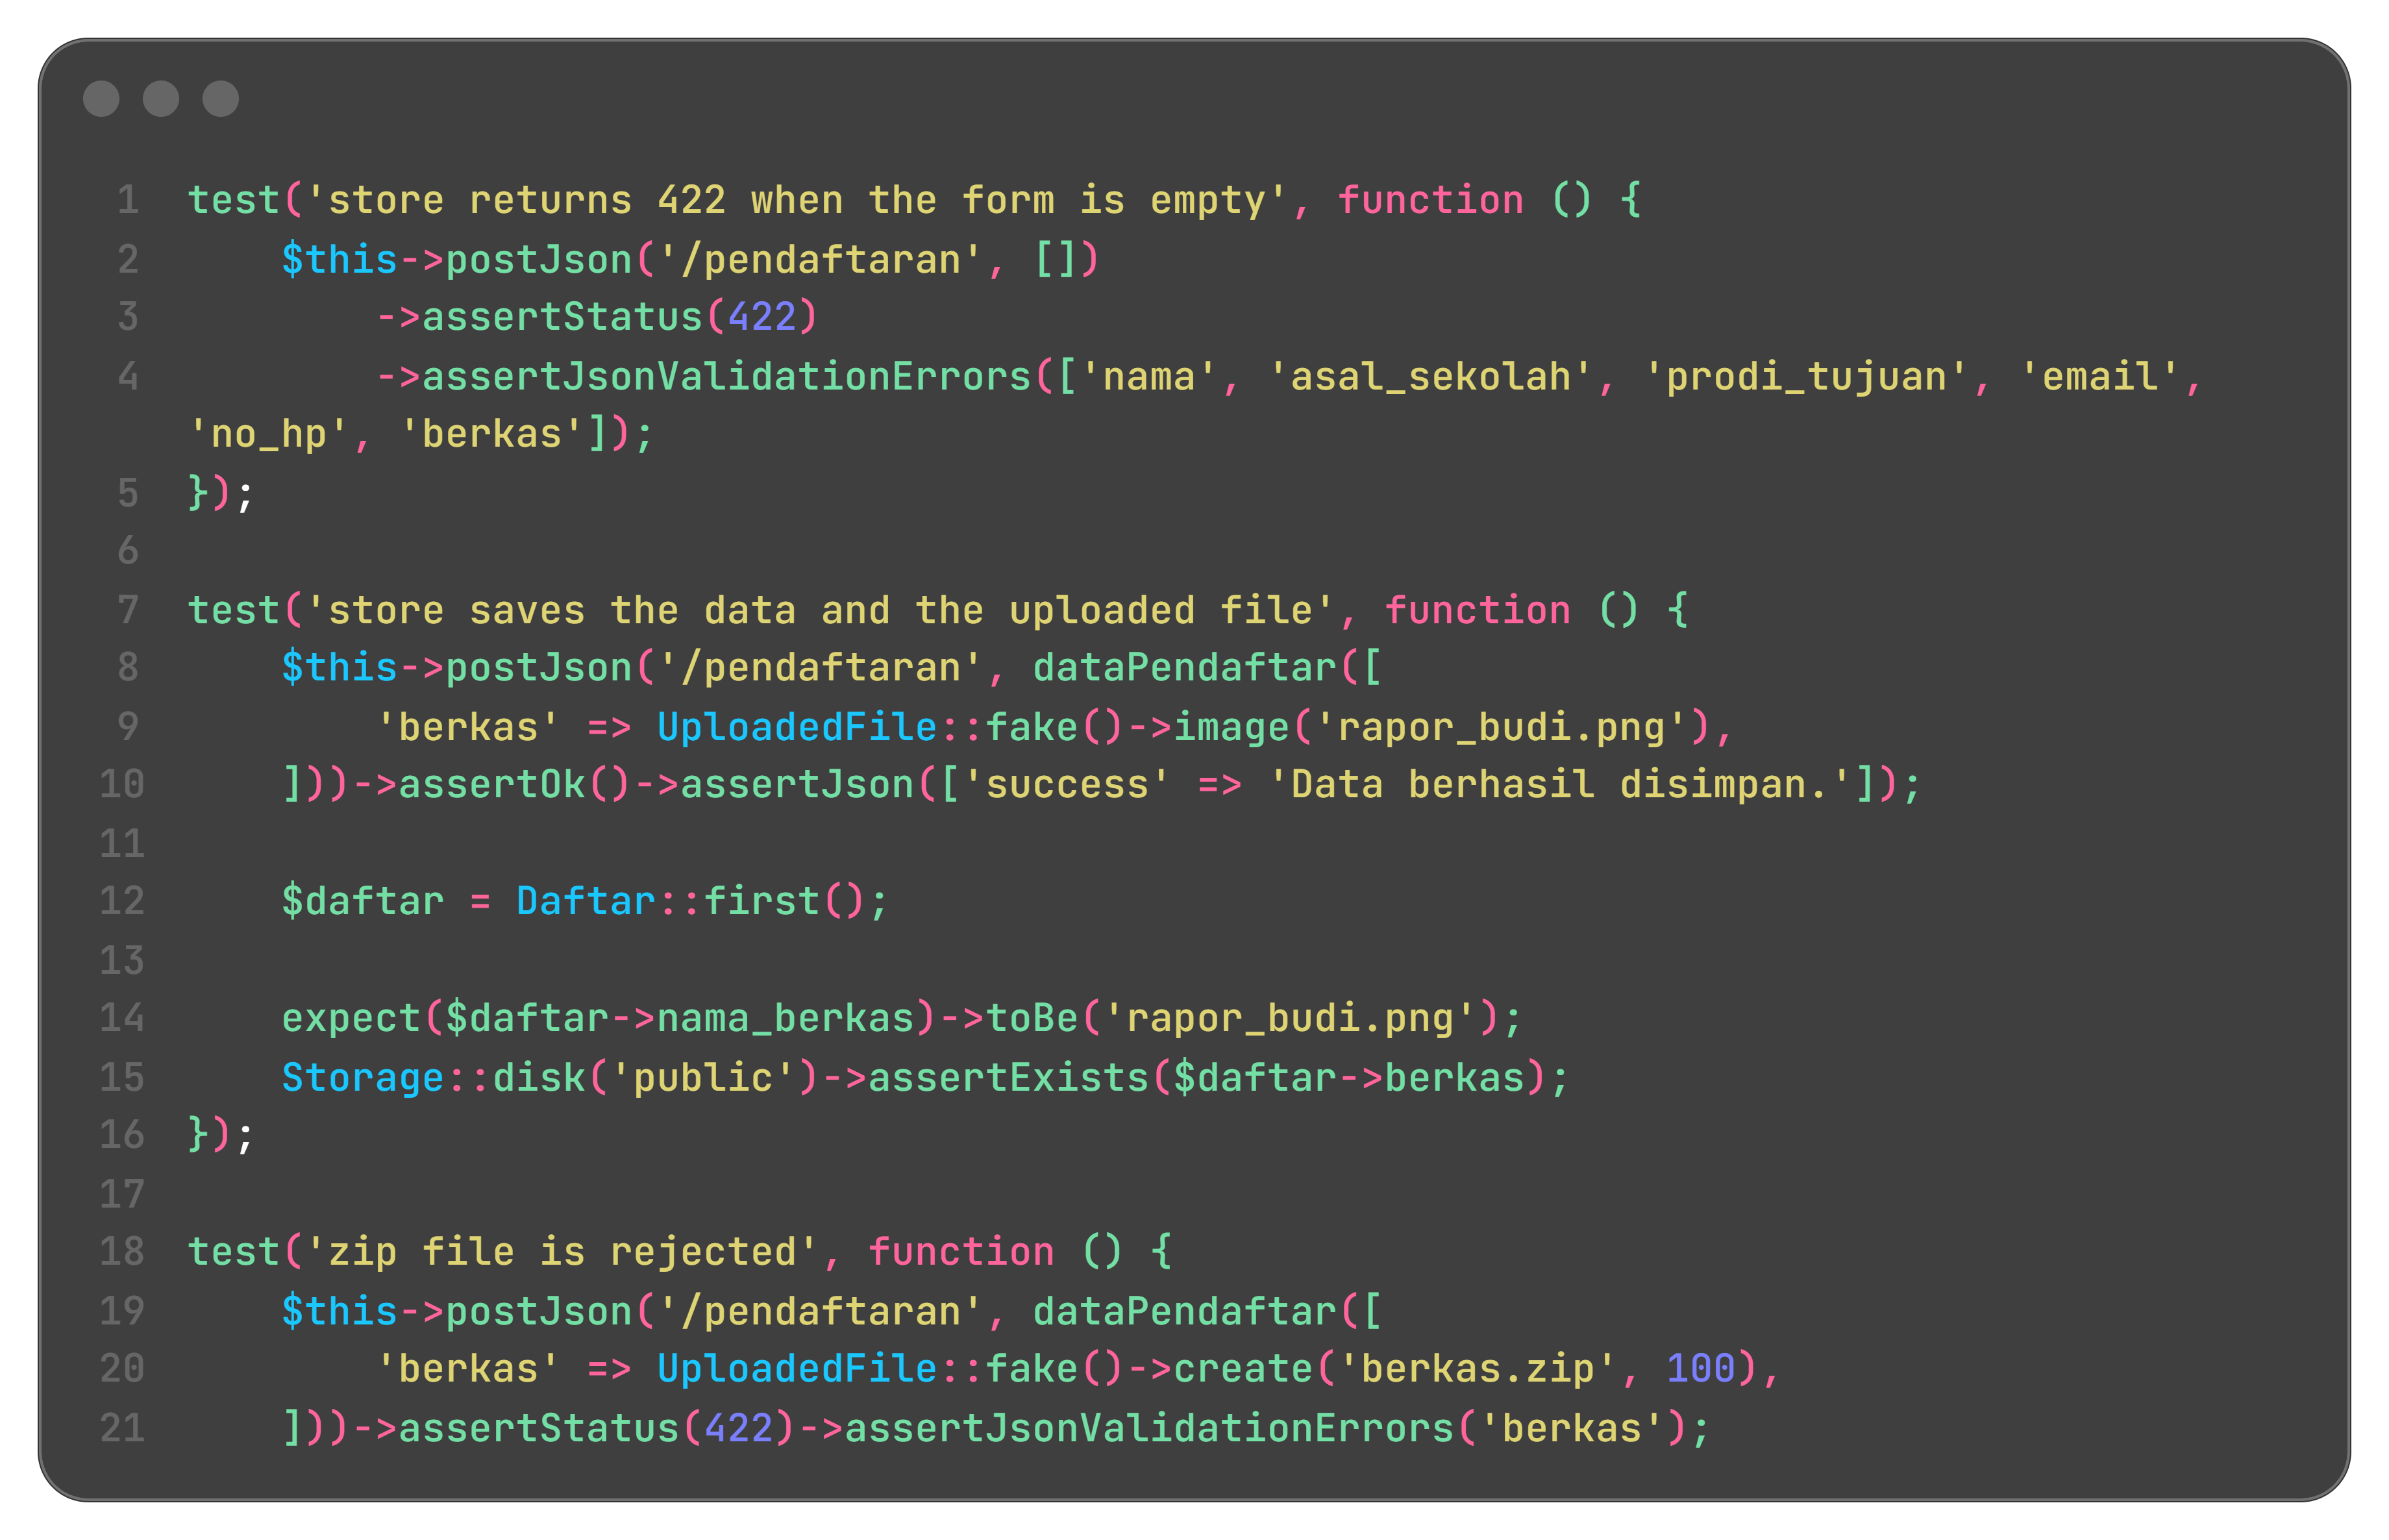 1 test('store returns 422 when the form is empty', function () {
2     $this->postJson('/pendaftaran', [])
3         ->assertStatus(422)
4         ->assertJsonValidationErrors(['nama', 'asal_sekolah', 'prodi_tujuan', 'email',
'no_hp', 'berkas']);
5 });
6
7 test('store saves the data and the uploaded file', function () {
8     $this->postJson('/pendaftaran', dataPendaftar([
9         'berkas' => UploadedFile::fake()->image('rapor_budi.png'),
10     ]))->assertOk()->assertJson(['success' => 'Data berhasil disimpan.']);
11
12     $daftar = Daftar::first();
13
14     expect($daftar->nama_berkas)->toBe('rapor_budi.png');
15     Storage::disk('public')->assertExists($daftar->berkas);
16 });
17
18 test('zip file is rejected', function () {
19     $this->postJson('/pendaftaran', dataPendaftar([
20         'berkas' => UploadedFile::fake()->create('berkas.zip', 100),
21     ]))->assertStatus(422)->assertJsonValidationErrors('berkas');